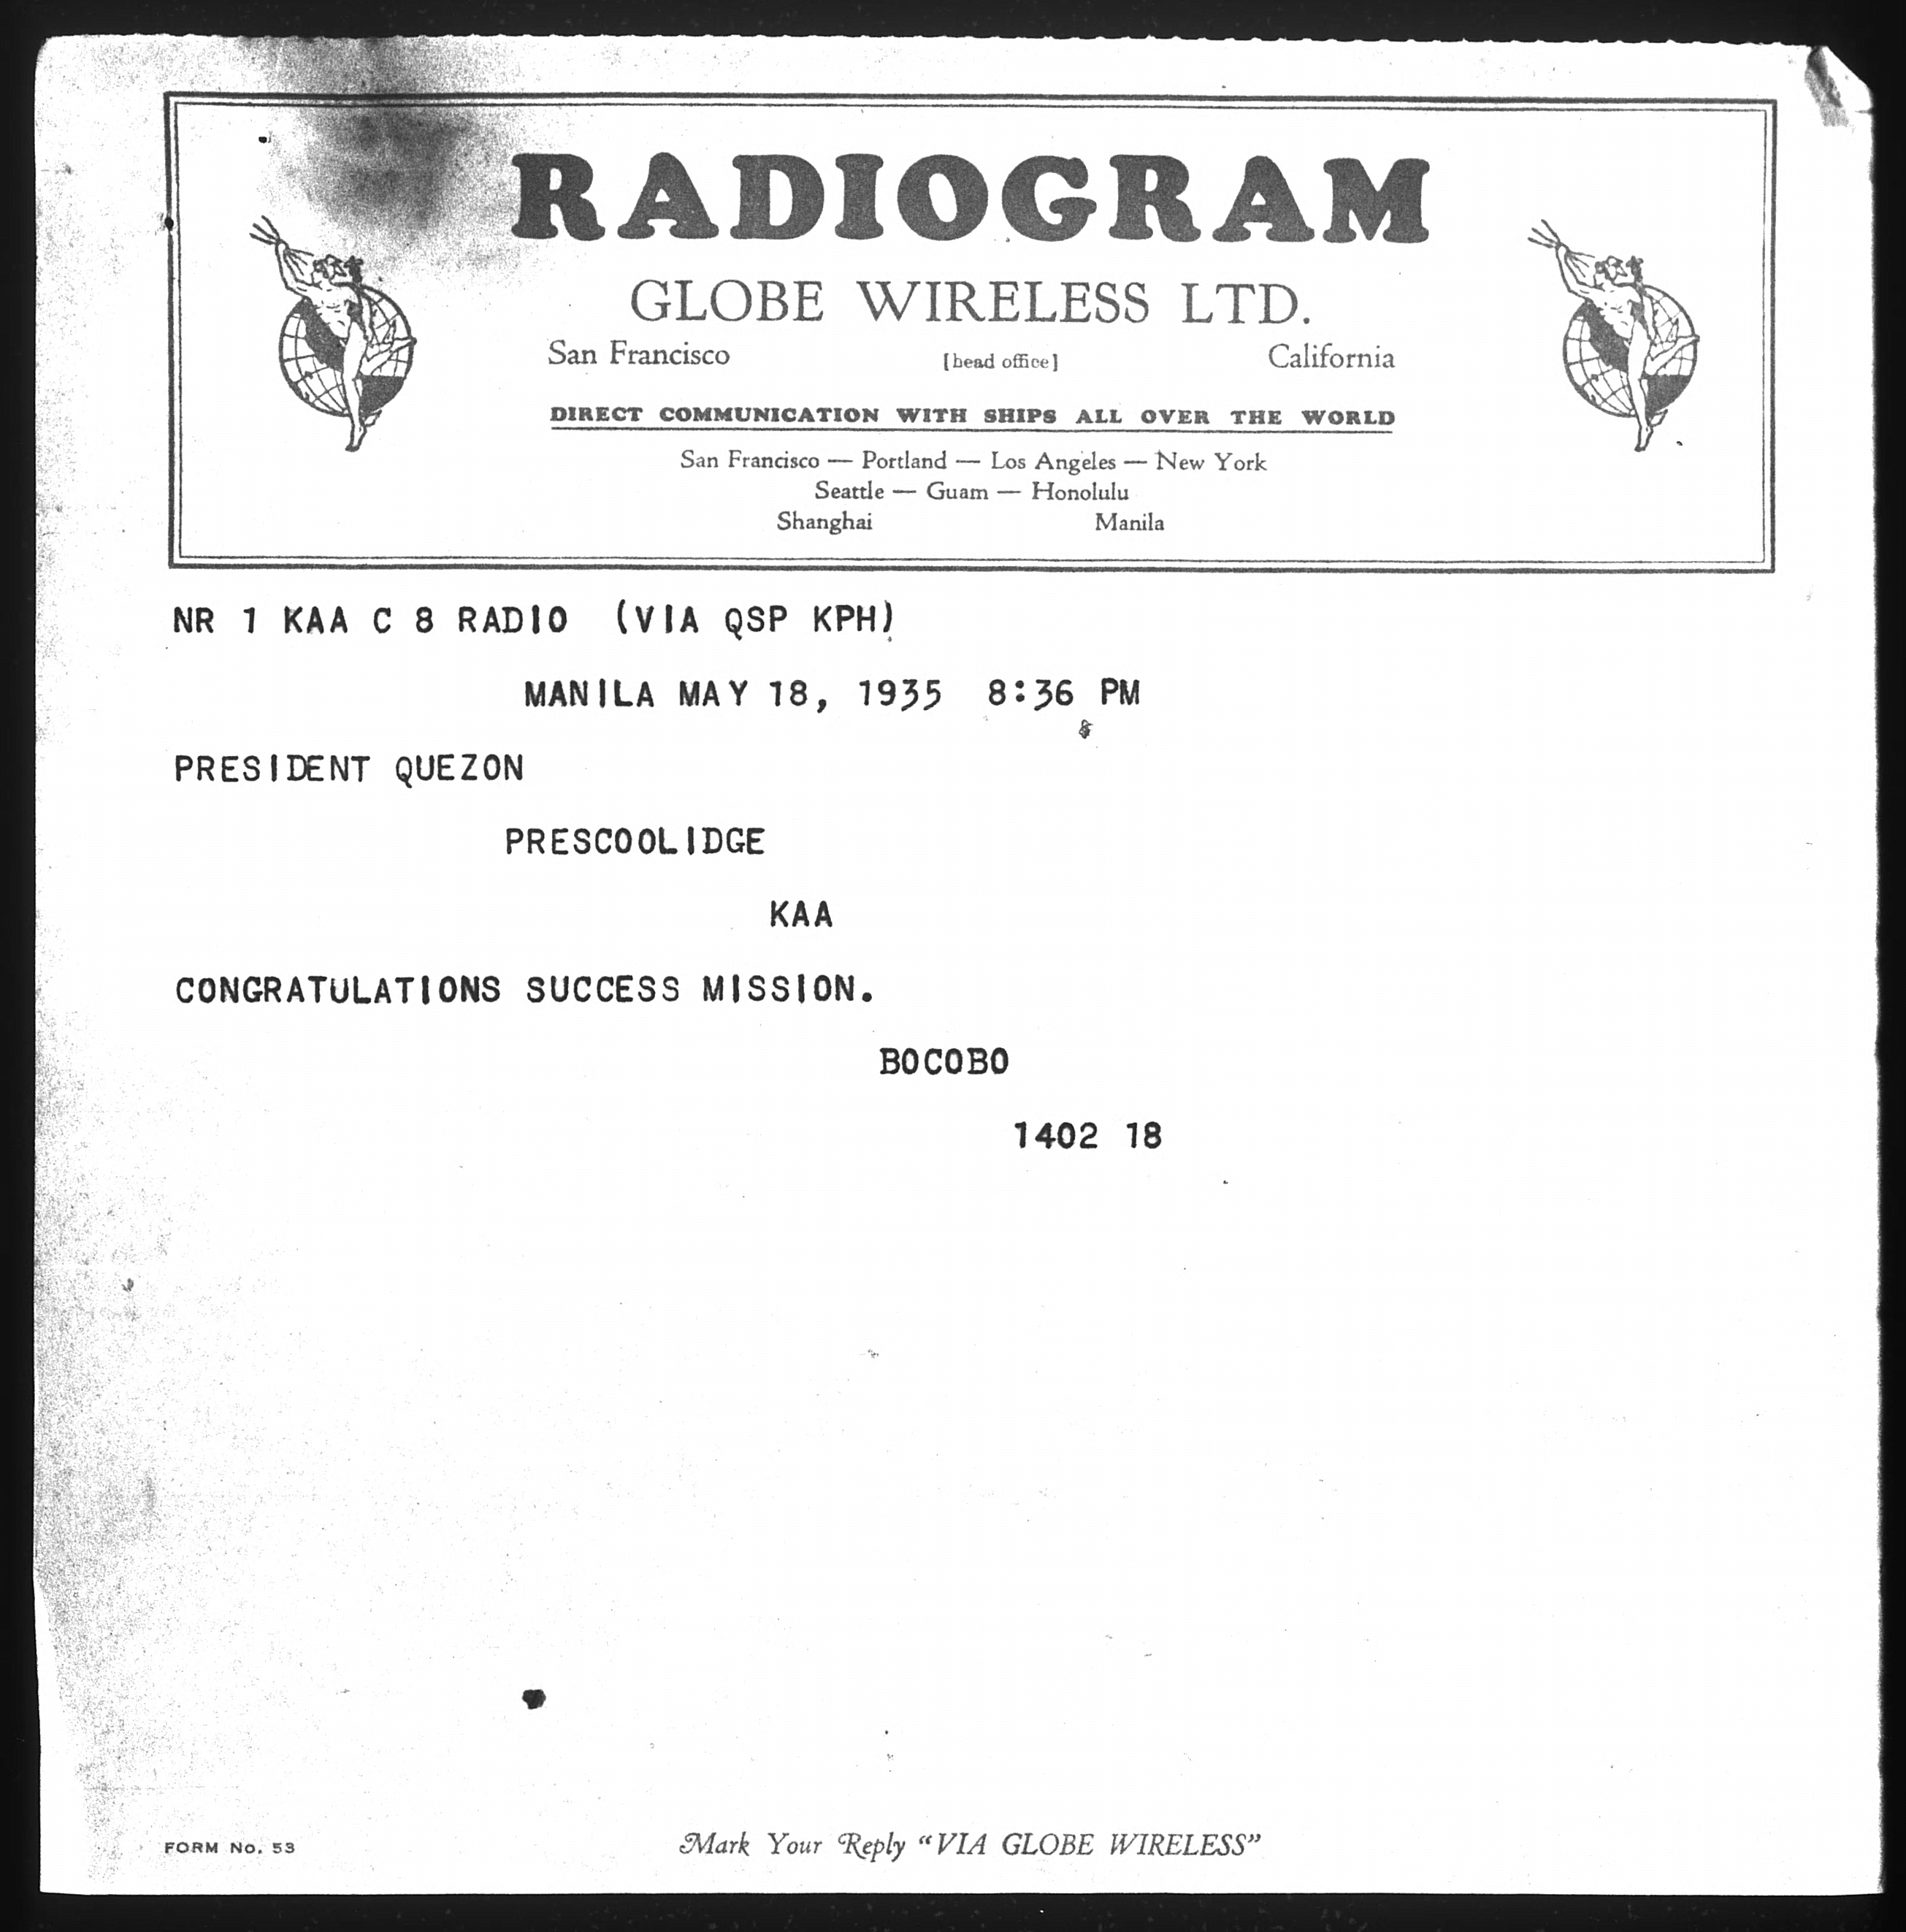 RADIOGRAM
GLOBE WIRELESS LTD.
San Francisco [head office] California
DIRECT COMMUNICATION WITH SHIPS ALL OVER THE WORLD
San Francisco — Portland — Los Angeles — New York
Seattle — Guam — Honolulu
Shanghai Manila
NR 1 KAA C 8 RADIO (VIA QSP KPH)
MANILA MAY 18, 1935 8:36 PM
PRESIDENT QUEZON
PRESCOOLIDGE
KAA
CONGRATULATIONS SUCCESS MISSION.
BOCOBO
1402 18
FORM No. 53 Mark Your Reply “VIA GLOBE WIRELESS”